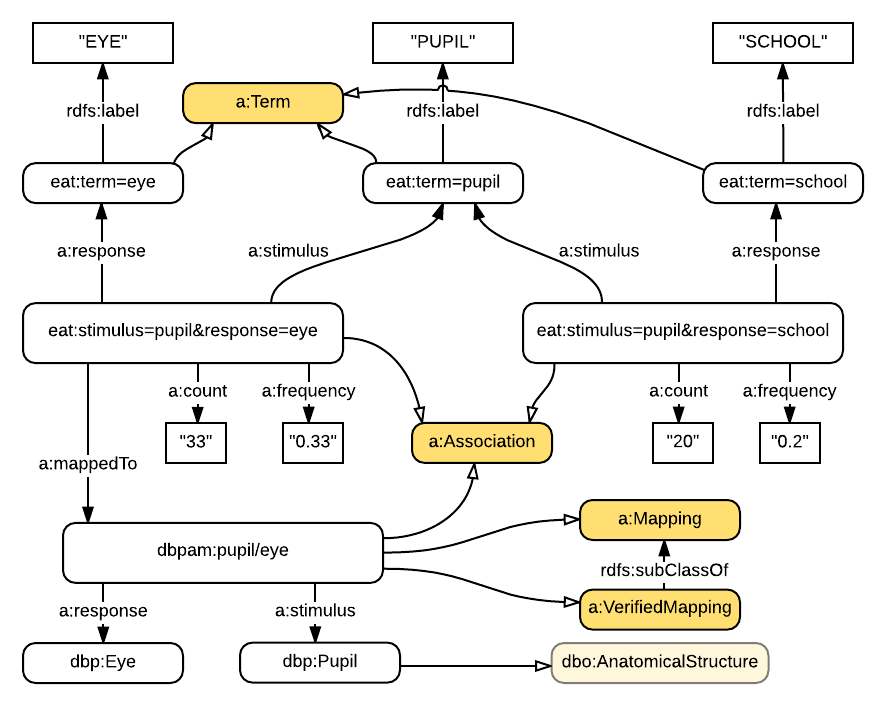 "EYE"
"PUPIL"
"SCHOOL"
a:Term
rdfs:label
rdfs:label
rdfs:label
eat:term=eye
eat:term=pupil
eat:term=school
a:response
a:stimulus
a:stimulus
a:response
eat:stimulus=pupil&response=eye
eat:stimulus=pupil&response=school
a:count
a:frequency
a:count
a:frequency
"33"
"0.33"
a:Association
"20"
"0.2"
a:mappedTo
a:Mapping
dbpam:pupil/eye
rdfs:subClassOf
a:VerifiedMapping
a:response
a:stimulus
dbp:Eye
dbp:Pupil
dbo:AnatomicalStructure